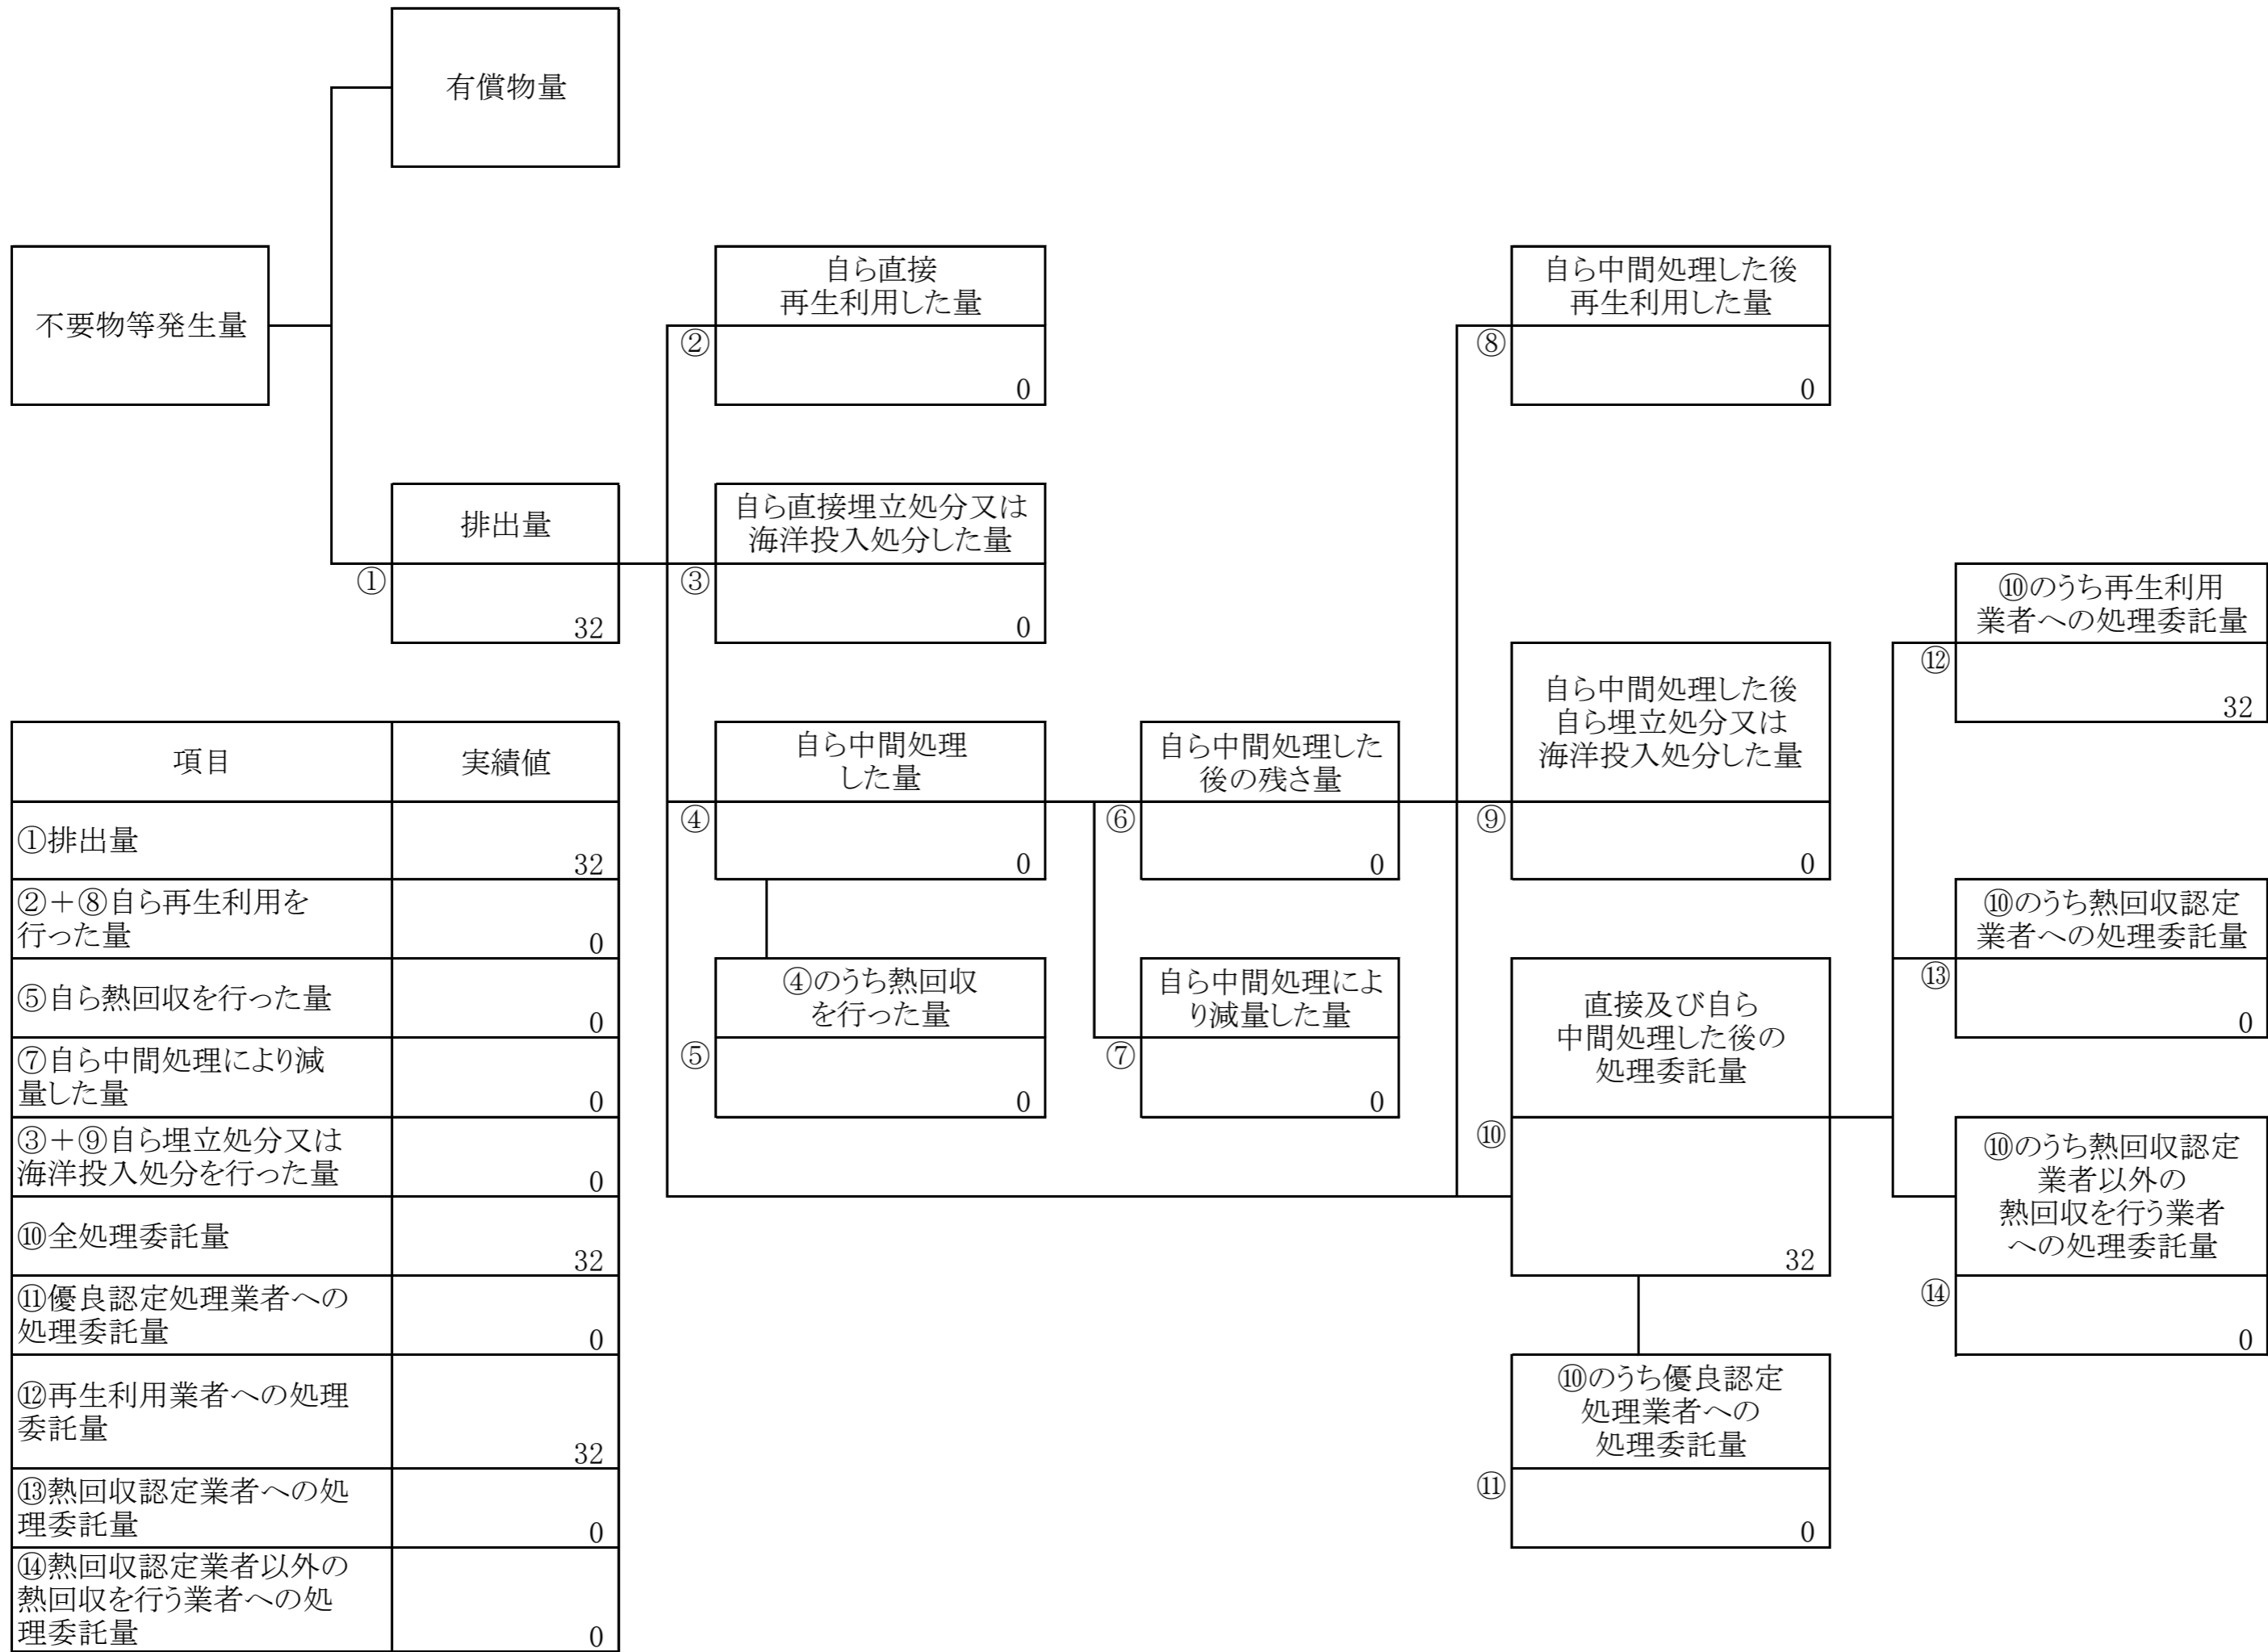 有償物量
不要物等発生量
自ら直接
再生利用した量
②
0
自ら中間処理した後
再生利用した量
⑧
0
排出量
①
32
自ら直接埋立処分又は
海洋投入処分した量
③
0
⑩のうち再生利用
業者への処理委託量
⑫
32
自ら中間処理
した量
④
0
自ら中間処理した
後の残さ量
⑥
0
自ら中間処理した後
自ら埋立処分又は
海洋投入処分した量
⑨
0
⑩のうち熱回収認定
業者への処理委託量
⑬
0
④のうち熱回収
を行った量
⑤
0
自ら中間処理によ
り減量した量
⑦
0
直接及び自ら
中間処理した後の
処理委託量
⑩
32
⑩のうち熱回収認定
業者以外の
熱回収を行う業者
への処理委託量
⑭
0
⑩のうち優良認定
処理業者への
処理委託量
⑪
0
項目 実績値
①排出量
32
②＋⑧自ら再生利用を
行った量
0
⑤自ら熱回収を行った量
0
⑦自ら中間処理により減
量した量
0
③＋⑨自ら埋立処分又は
海洋投入処分を行った量
0
⑩全処理委託量
32
⑪優良認定処理業者への
処理委託量
0
⑫再生利用業者への処理
委託量
32
⑬熱回収認定業者への処
理委託量
0
⑭熱回収認定業者以外の
熱回収を行う業者への処
理委託量
0